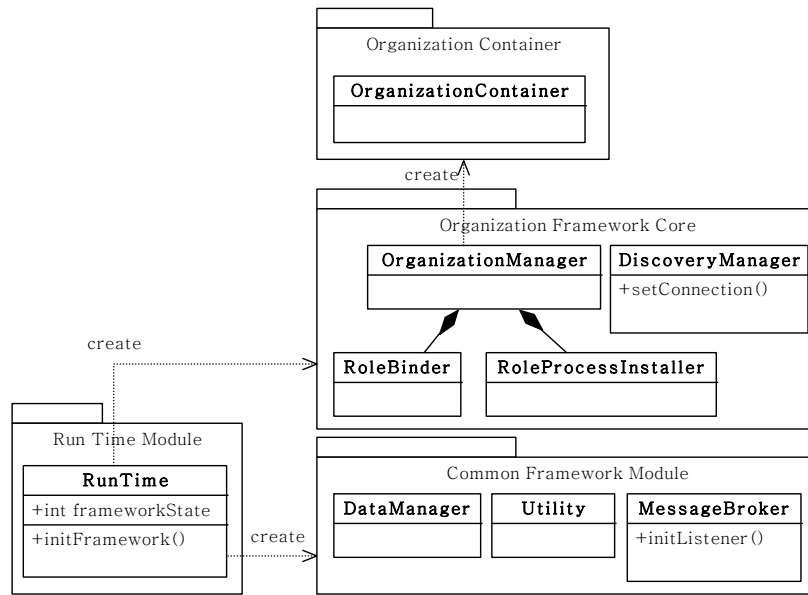 Organization Container
OrganizationContainer
create
Organization Framework Core
OrganizationManager
DiscoveryManager
+setConnection()
create
RoleBinder
RoleProcessInstaller
Run Time Module
RunTime
+int frameworkState
+initFramework()
create
Common Framework Module
DataManager
Utility
MessageBroker
+initListener()